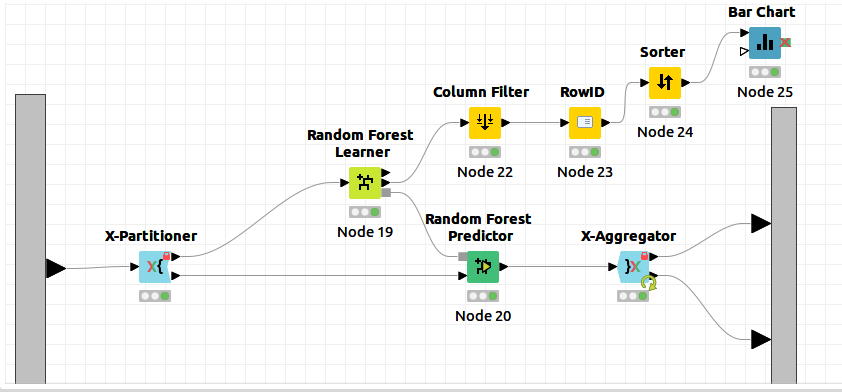 Bar Chart
Node 25
Sorter
Node 24
Column Filter
Node 22
RowID
Node 23
Random Forest
Learner
Node 19
X-Partitioner
Random Forest
Predictor
Node 20
X-Aggregator